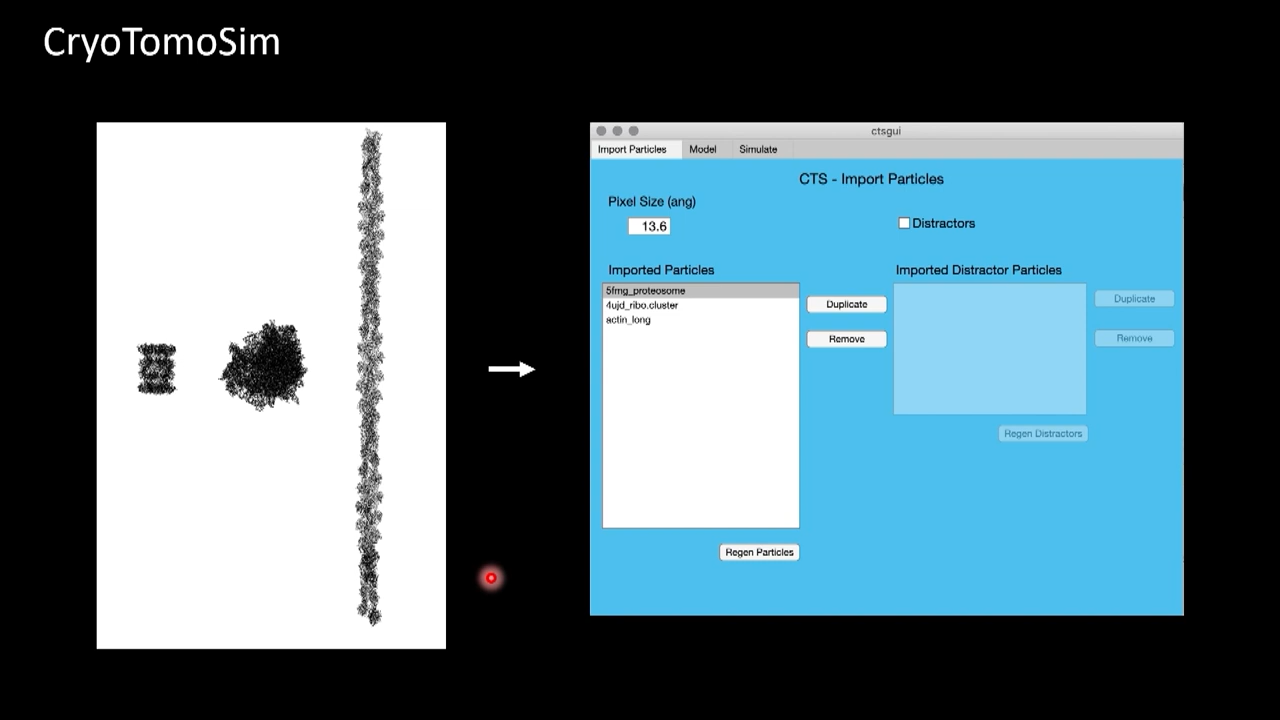 CryoTomoSim
ctsgui
Import Particles Model Simulate
CTS - Import Particles
Pixel Size (ang)
13.6
Distractors
Imported Particles
5fmg_proteosome
4ujd_ribo.cluster
actin_long
Duplicate
Remove
Regen Particles
Imported Distractor Particles
Duplicate
Remove
Regen Distractors